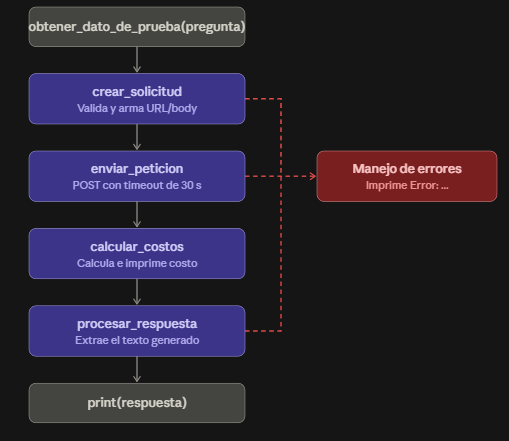 obtener_dato_de_prueba(pregunta)
crear_solicitud
Valida y arma URL/body
enviar_peticion
POST con timeout de 30 s
Manejo de errores
Imprime Error: ...
calcular_costos
Calcula e imprime costo
procesar_respuesta
Extrae el texto generado
print(respuesta)